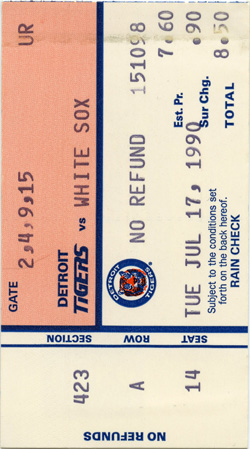 GATE 2,4,9,15 UR
DETROIT
TIGERS vs WHITE SOX
NO REFUND 151098
7.60
Est. Pr.
.90
Sur Chg.
8.50
TOTAL
DETROIT
TIGERS
TUE JUL 17, 1990
Subject to the conditions set
forth on the back hereof.
RAIN CHECK
SECTION
ROW
SEAT
423
A
14
NO REFUNDS